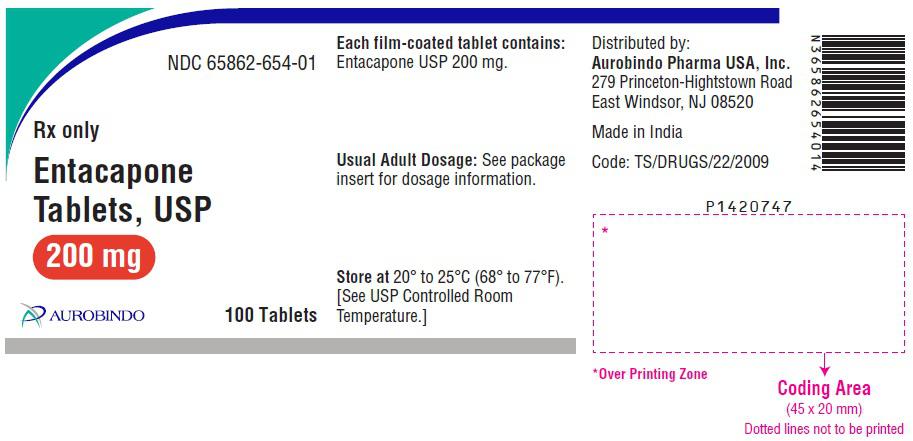 NDC 65862-654-01
Rx only
Entacapone
Tablets, USP
200 mg
AUROBINDO
100 Tablets
Each film-coated tablet contains:
Entacapone USP 200 mg.
Usual Adult Dosage: See package
insert for dosage information.
Store at 20° to 25°C (68° to 77°F).
[See USP Controlled Room
Temperature.]
Distributed by:
Aurobindo Pharma USA, Inc.
279 Princeton-Hightstown Road
East Windsor, NJ 08520
Made in India
Code: TS/DRUGS/22/2009
N365862654014
P1420747
*
*Over Printing Zone
Coding Area
(45 x 20 mm)
Dotted lines not to be printed